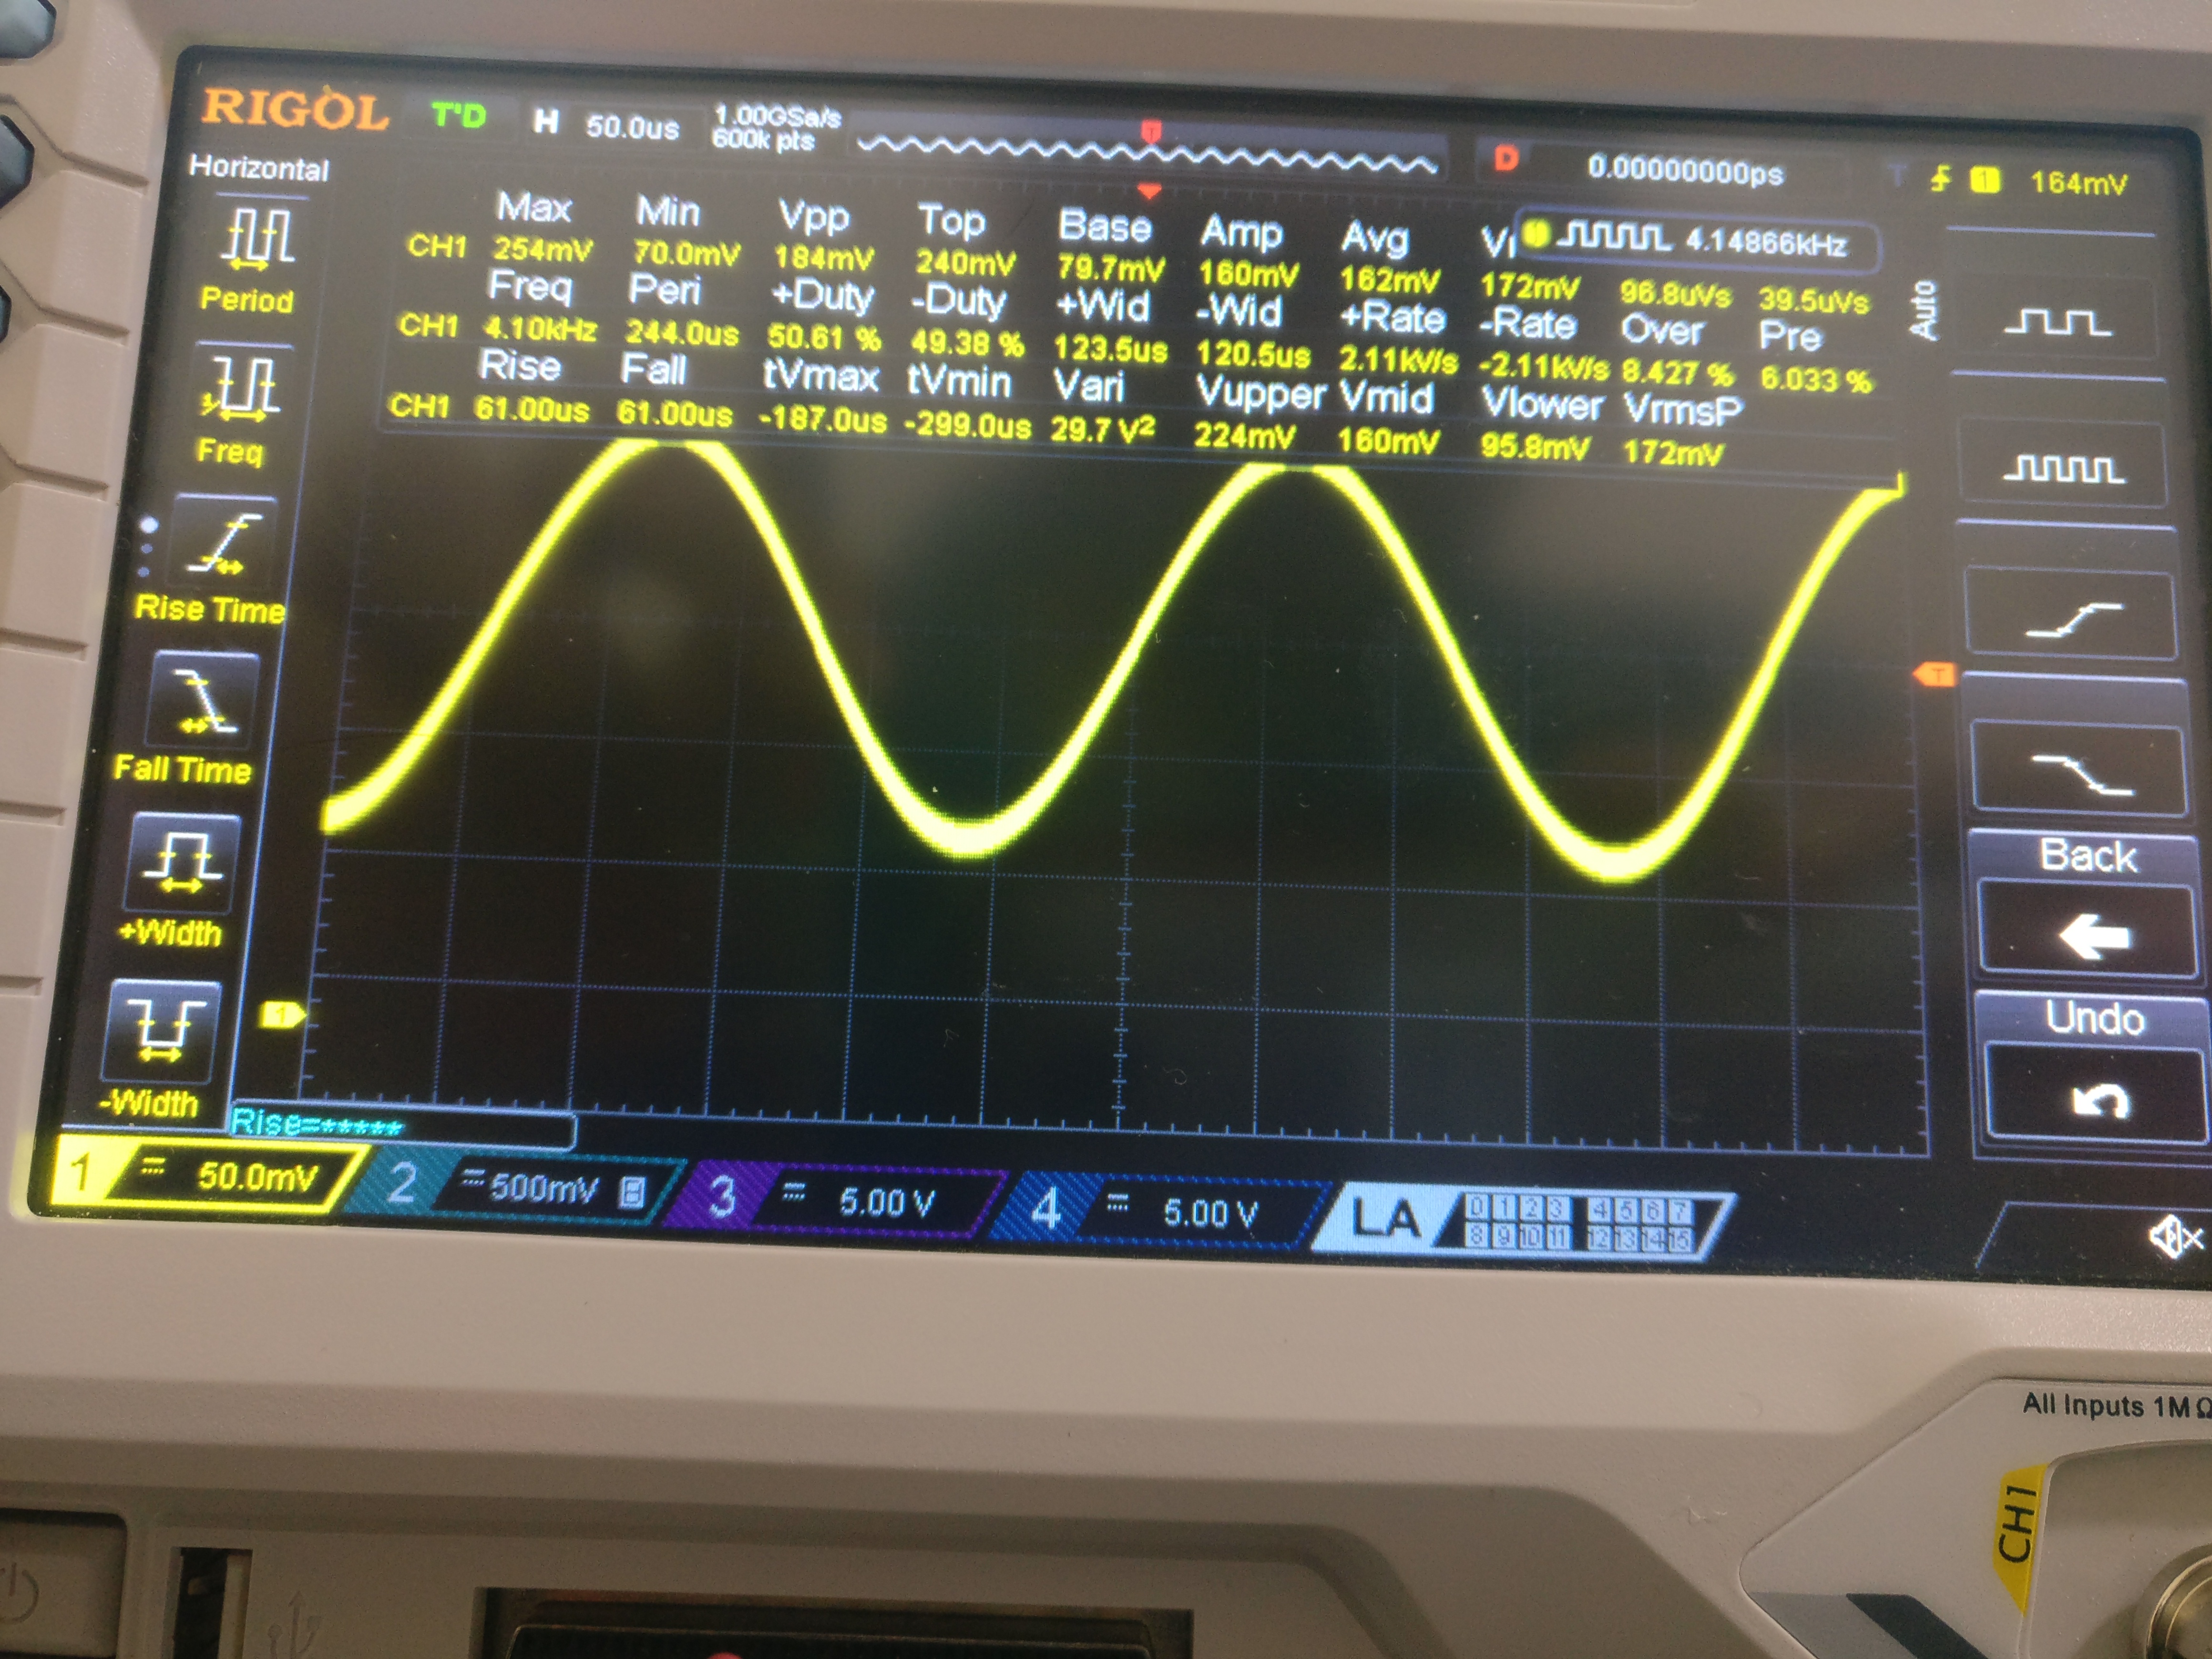 RIGOL T'D H 50.0us 1.00GSa/s 600k pts D 0.00000000ps T 1 164mV
Horizontal
Max Min Vpp Top Base Amp Avg 1 4.14866kHz
CH1 254mV 70.0mV 184mV 240mV 79.7mV 160mV 162mV 172mV 96.8uVs 39.5uVs
Freq Peri +Duty -Duty +Wid -Wid +Rate -Rate Over Pre
CH1 4.10kHz 244.0us 50.61 % 49.38 % 123.5us 120.5us 2.11kV/s -2.11kV/s 8.427 % 6.033 %
Rise Fall tVmax tVmin Vari Vupper Vmid Vlower VrmsP
CH1 61.00us 61.00us -187.0us -299.0us 29.7 V² 224mV 160mV 95.8mV 172mV
Auto
Period
Freq
Rise Time
Fall Time
+Width
-Width
T
1
Back
Undo
Rise=*****
1 50.0mV 2 500mV B 3 5.00 V 4 5.00 V LA 0 1 2 3 4 5 6 7
8 9 10 11 12 13 14 15
All Inputs 1MΩ
CH1